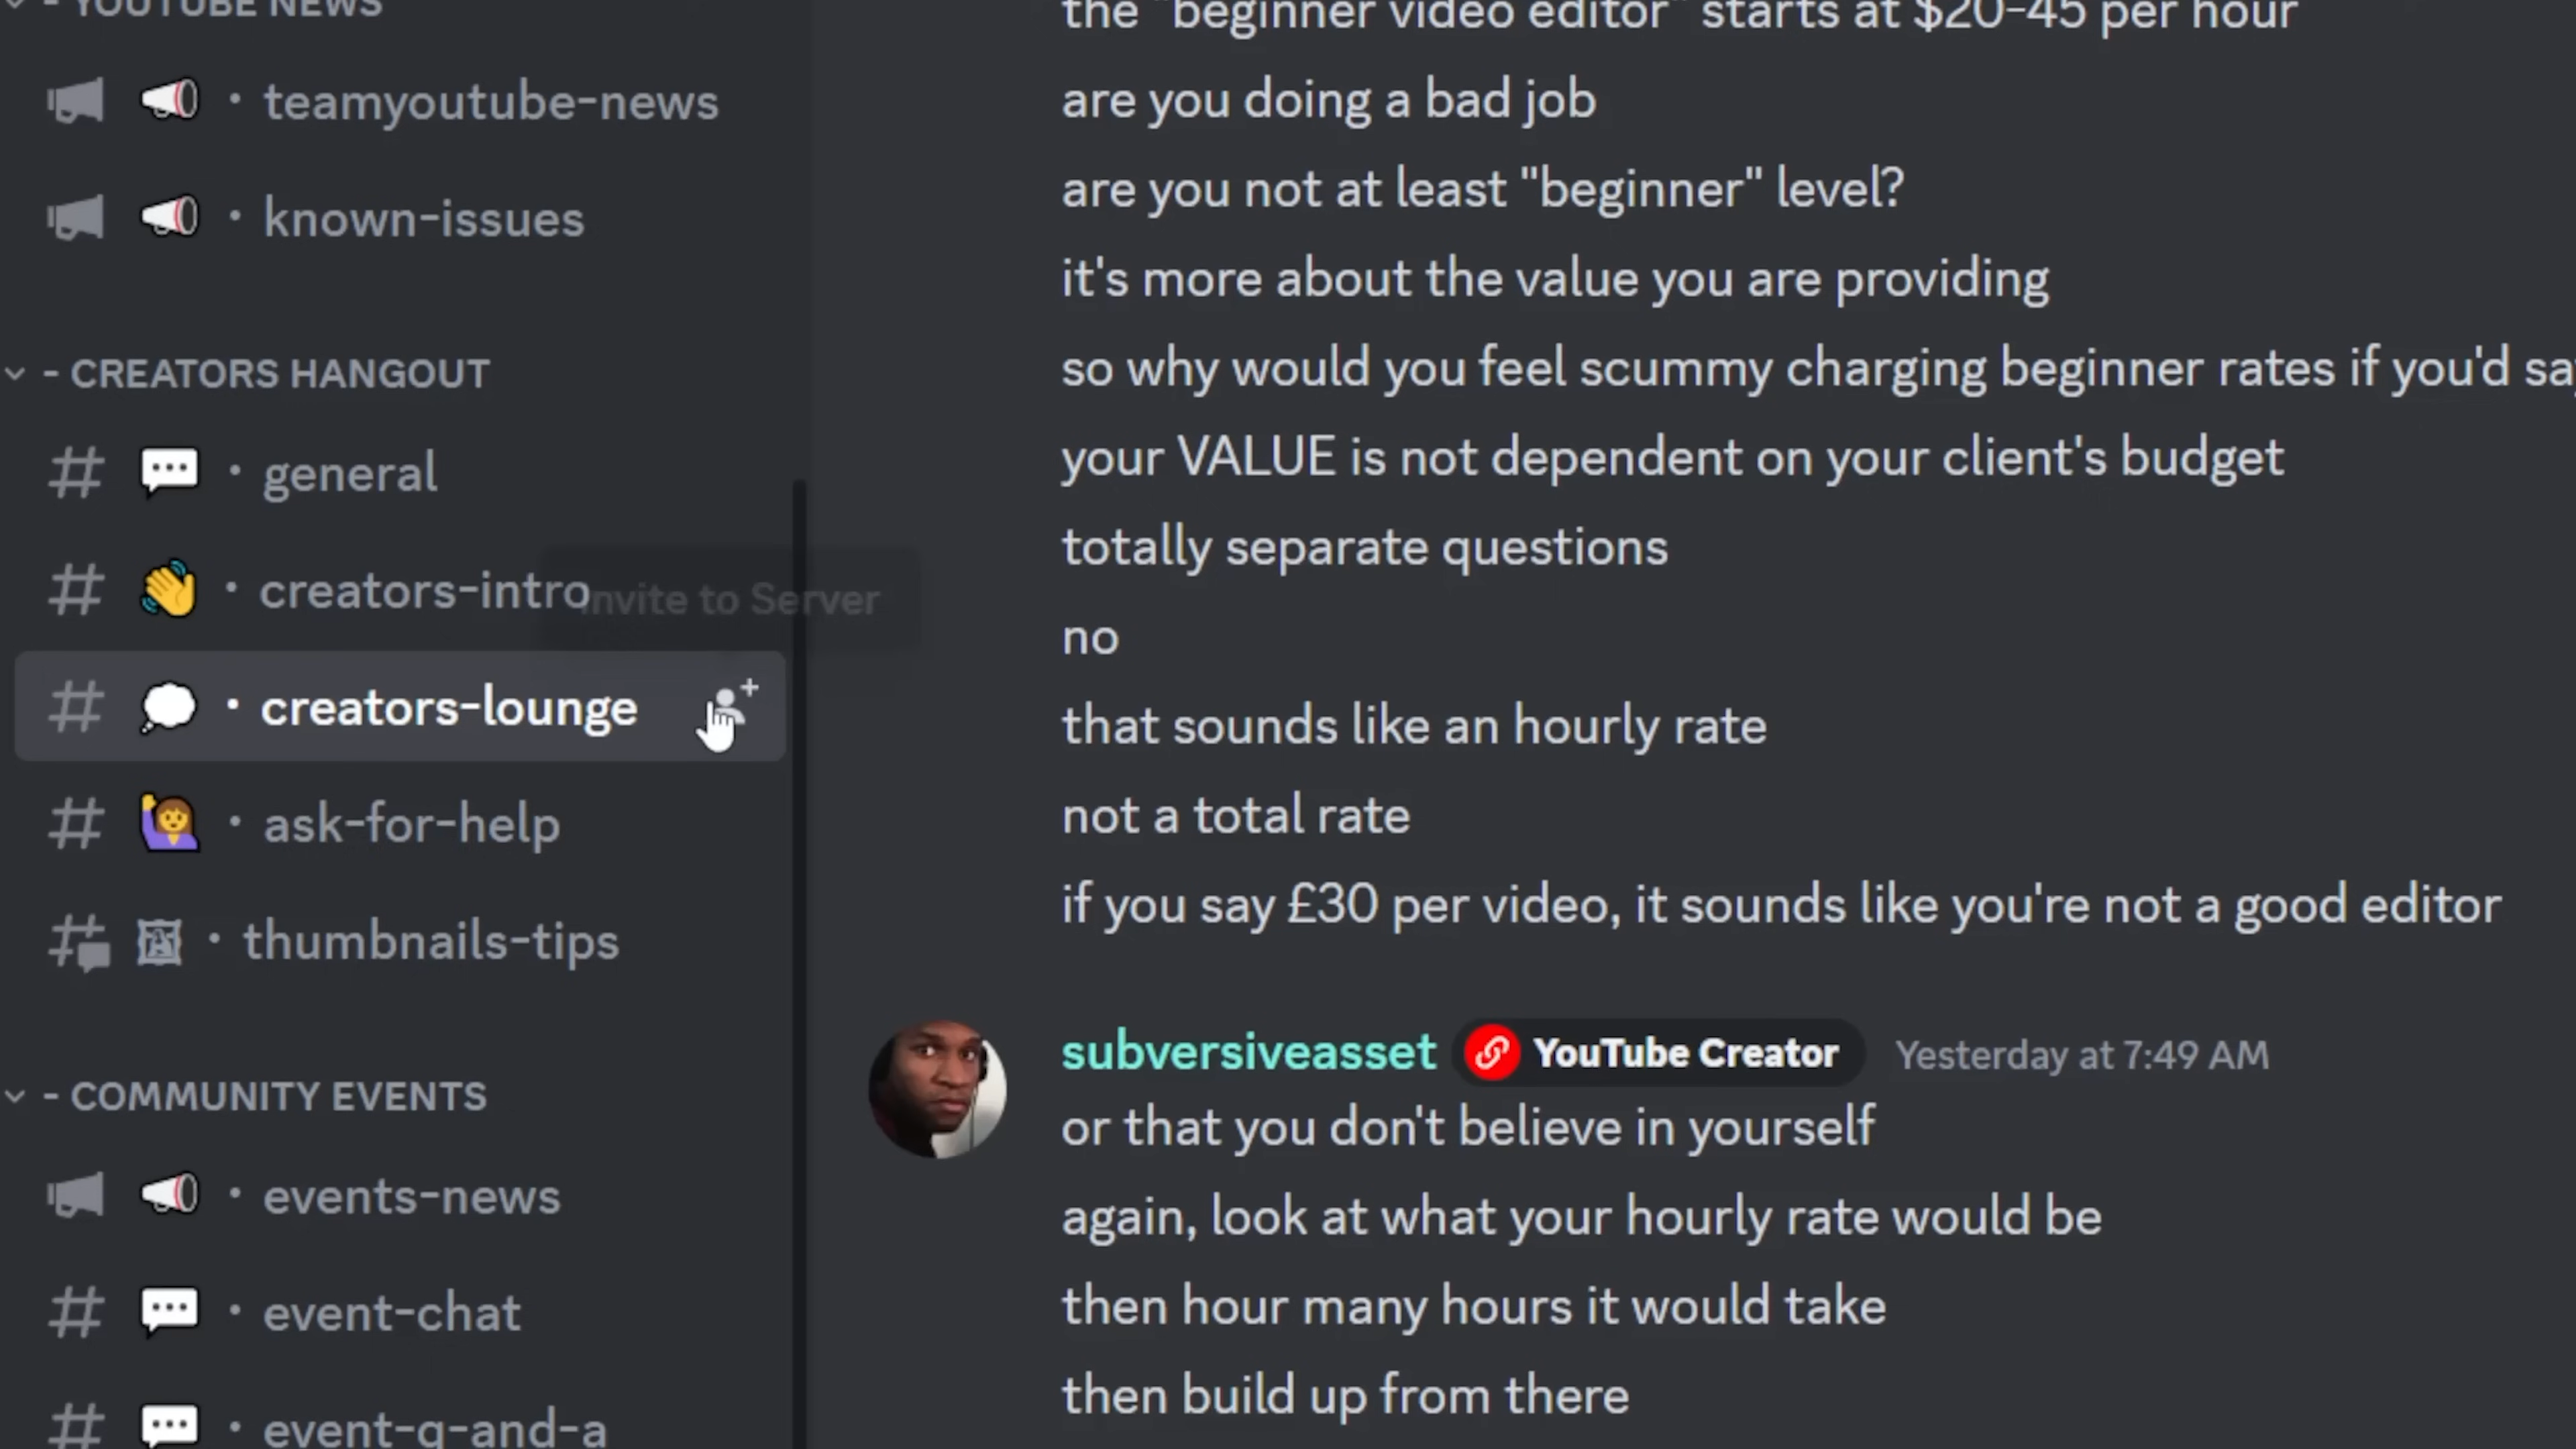 - YOUTUBE NEWS
· teamyoutube-news
· known-issues
- CREATORS HANGOUT
# · general
# · creators-intro
Invite to Server
# · creators-lounge
# · ask-for-help
# · thumbnails-tips
- COMMUNITY EVENTS
· events-news
# · event-chat
# · event-q-and-a
the "beginner video editor" starts at $20-45 per hour
are you doing a bad job
are you not at least "beginner" level?
it's more about the value you are providing
so why would you feel scummy charging beginner rates if you'd say
your VALUE is not dependent on your client's budget
totally separate questions
no
that sounds like an hourly rate
not a total rate
if you say £30 per video, it sounds like you're not a good editor
subversiveasset YouTube Creator Yesterday at 7:49 AM
or that you don't believe in yourself
again, look at what your hourly rate would be
then hour many hours it would take
then build up from there